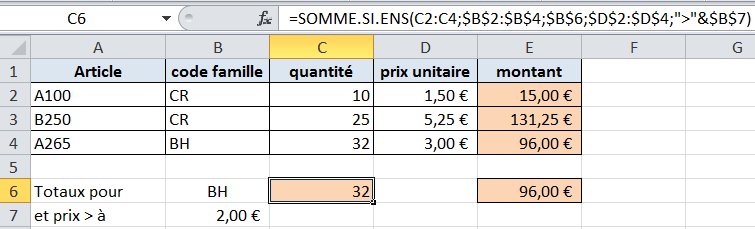 C6 fx =SOMME.SI.ENS(C2:C4;$B$2:$B$4;$B$6;$D$2:$D$4;">"&$B$7)
A B C D E F G
1 Article code famille quantité prix unitaire montant
2 A100 CR 10 1,50 € 15,00 €
3 B250 CR 25 5,25 € 131,25 €
4 A265 BH 32 3,00 € 96,00 €
5
6 Totaux pour BH 32 96,00 €
7 et prix > à 2,00 €